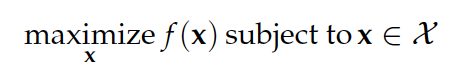 maximize f(x) subject to x ∈ 𝒳
x